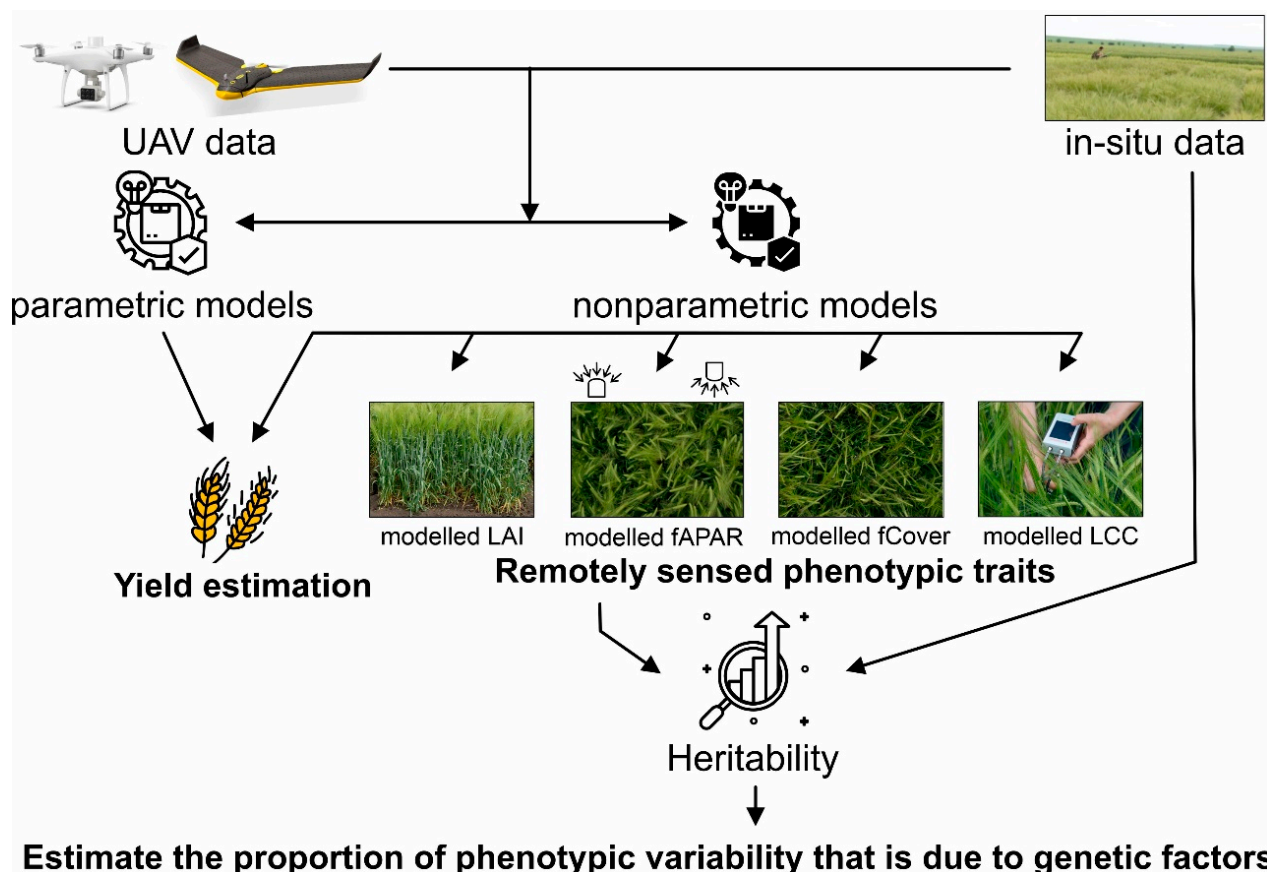 UAV data
in-situ data
parametric models
nonparametric models
modelled LAI
modelled fAPAR
modelled fCover
modelled LCC
Remotely sensed phenotypic traits
Yield estimation
Heritability
Estimate the proportion of phenotypic variability that is due to genetic factors